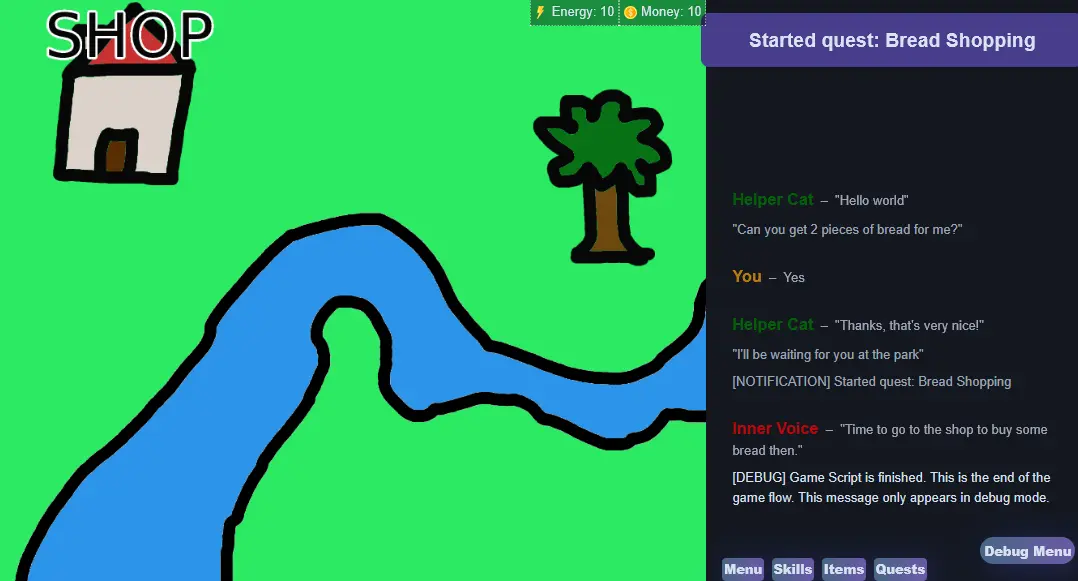 SHOP
Energy: 10
Money: 10
Started quest: Bread Shopping
Helper Cat – "Hello world"
"Can you get 2 pieces of bread for me?"
You – Yes
Helper Cat – "Thanks, that's very nice!"
"I'll be waiting for you at the park"
[NOTIFICATION] Started quest: Bread Shopping
Inner Voice – "Time to go to the shop to buy some
bread then."
[DEBUG] Game Script is finished. This is the end of the
game flow. This message only appears in debug mode.
Debug Menu
Menu
Skills
Items
Quests